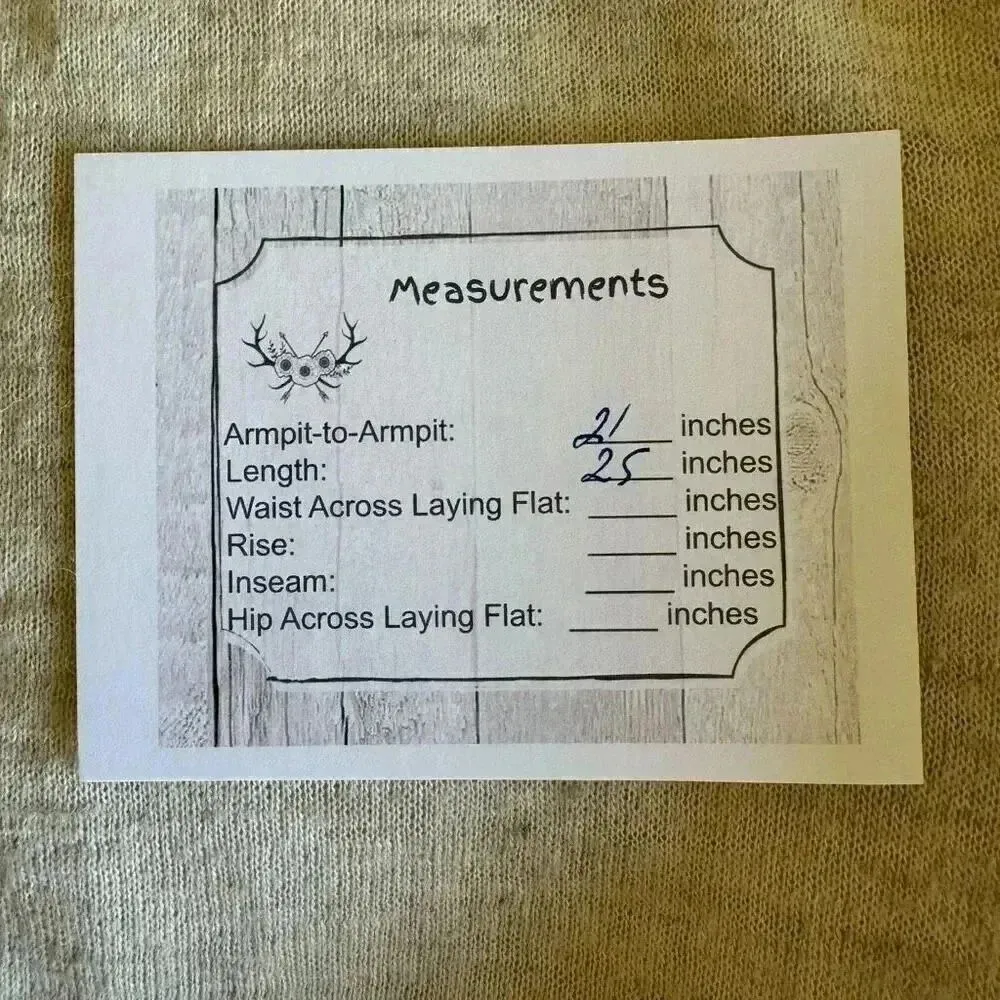 Measurements
Armpit-to-Armpit: 21 inches
Length: 25 inches
Waist Across Laying Flat: ______ inches
Rise: ______ inches
Inseam: ______ inches
Hip Across Laying Flat: ______ inches